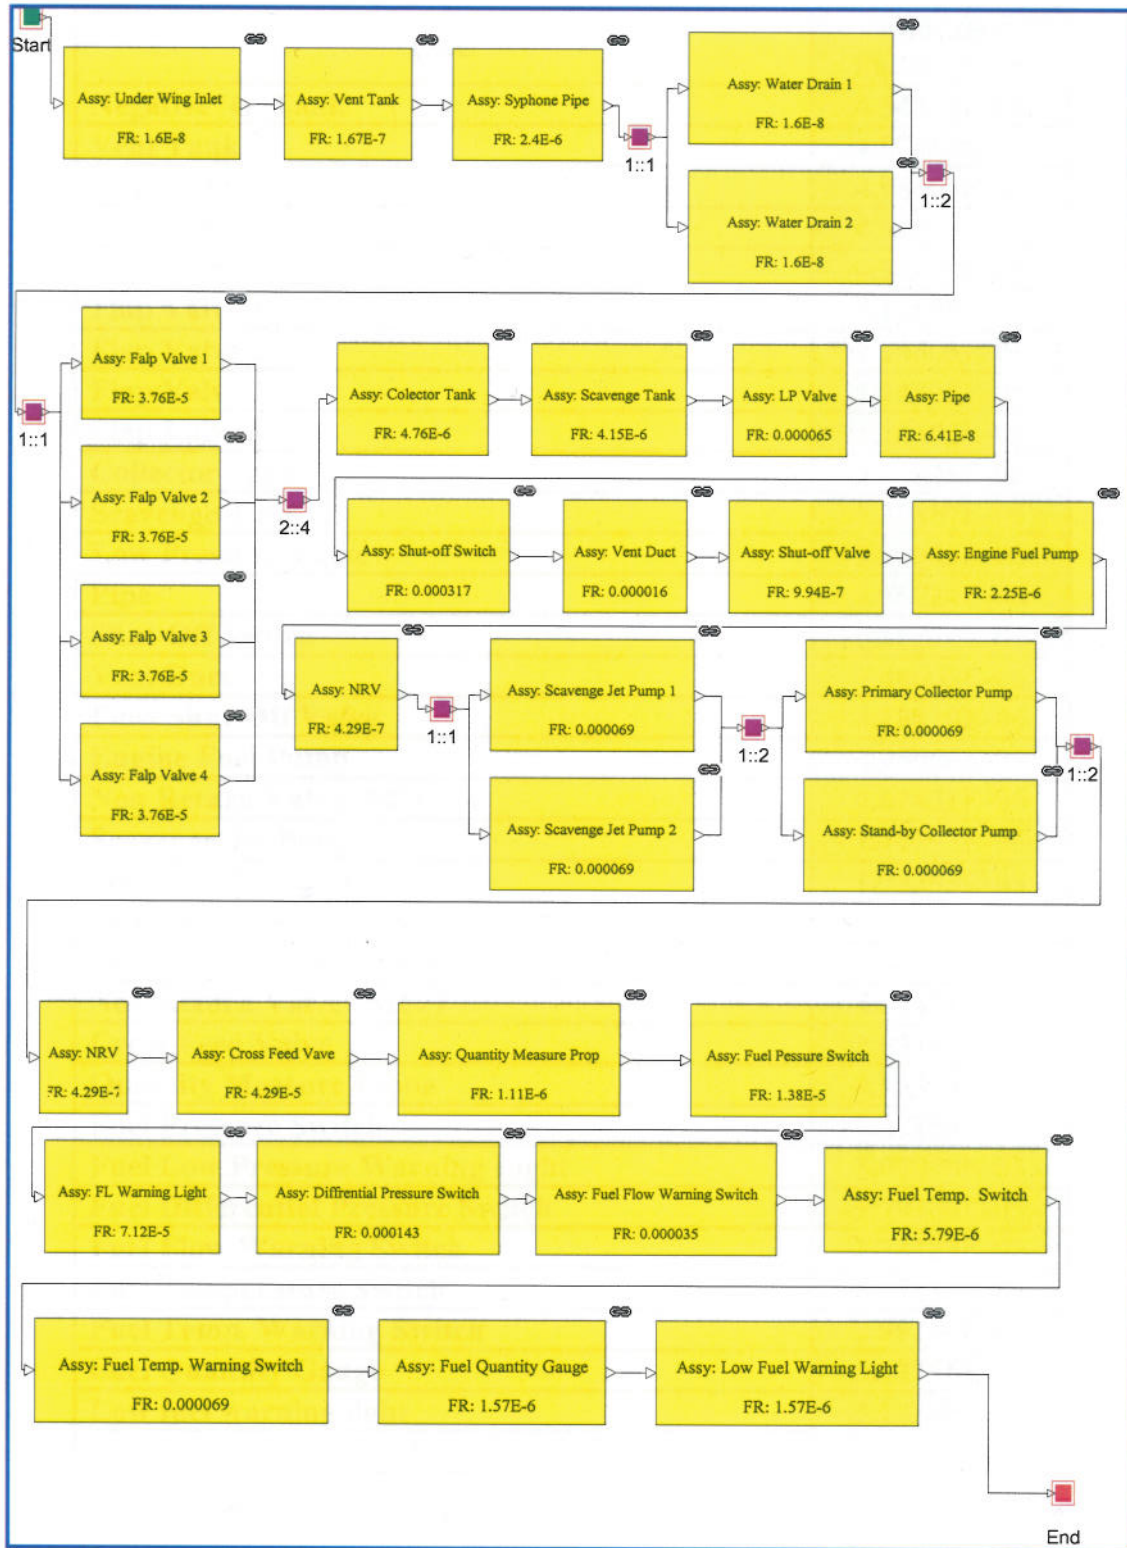 Start
Assy: Under Wing Inlet
FR: 1.6E-8
Assy: Vent Tank
FR: 1.67E-7
Assy: Syphone Pipe
FR: 2.4E-6
1::1
Assy: Water Drain 1
FR: 1.6E-8
Assy: Water Drain 2
FR: 1.6E-8
1::2
1::1
Assy: Falp Valve 1
FR: 3.76E-5
Assy: Falp Valve 2
FR: 3.76E-5
Assy: Falp Valve 3
FR: 3.76E-5
Assy: Falp Valve 4
FR: 3.76E-5
2::4
Assy: Colector Tank
FR: 4.76E-6
Assy: Scavenge Tank
FR: 4.15E-6
Assy: LP Valve
FR: 0.000065
Assy: Pipe
FR: 6.41E-8
Assy: Shut-off Switch
FR: 0.000317
Assy: Vent Duct
FR: 0.000016
Assy: Shut-off Valve
FR: 9.94E-7
Assy: Engine Fuel Pump
FR: 2.25E-6
Assy: NRV
FR: 4.29E-7
1::1
Assy: Scavenge Jet Pump 1
FR: 0.000069
Assy: Scavenge Jet Pump 2
FR: 0.000069
1::2
Assy: Primary Collector Pump
FR: 0.000069
Assy: Stand-by Collector Pump
FR: 0.000069
1::2
Assy: NRV
FR: 4.29E-7
Assy: Cross Feed Vave
FR: 4.29E-5
Assy: Quantity Measure Prop
FR: 1.11E-6
Assy: Fuel Pessure Switch
FR: 1.38E-5
Assy: FL Warning Light
FR: 7.12E-5
Assy: Diffrential Pressure Switch
FR: 0.000143
Assy: Fuel Flow Warning Switch
FR: 0.000035
Assy: Fuel Temp. Switch
FR: 5.79E-6
Assy: Fuel Temp. Warning Switch
FR: 0.000069
Assy: Fuel Quantity Gauge
FR: 1.57E-6
Assy: Low Fuel Warning Light
FR: 1.57E-6
End